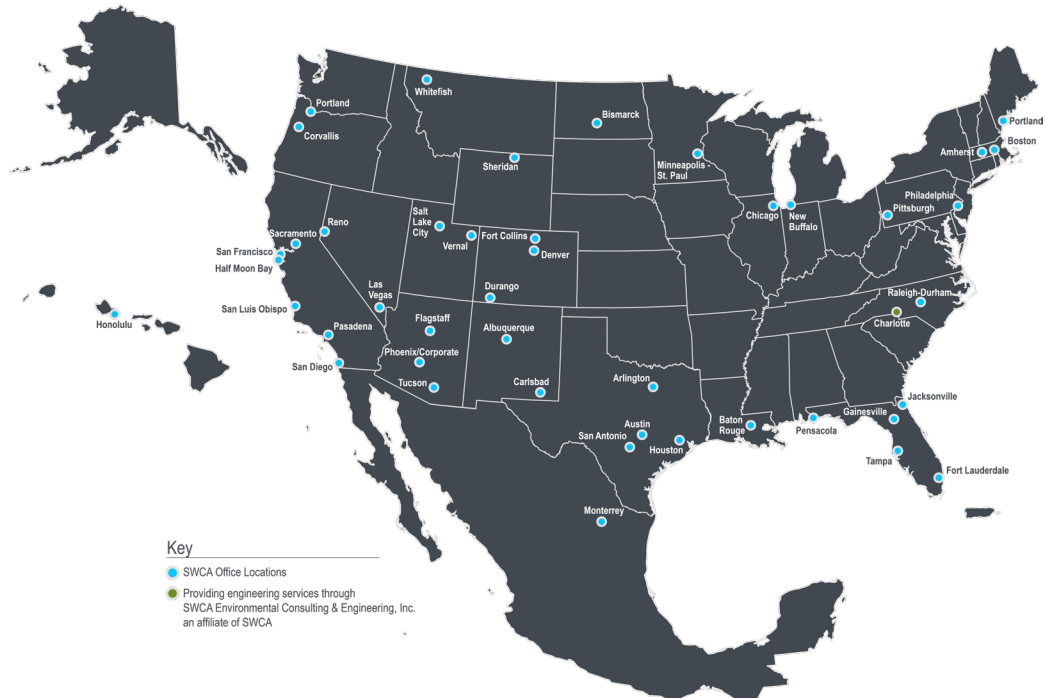 Whitefish
Portland
Corvallis
Bismarck
Sheridan
Minneapolis -
St. Paul
Portland
Boston
Amherst
Philadelphia
Pittsburgh
Chicago
New
Buffalo
Salt
Lake
City
Reno
Sacramento
San Francisco
Half Moon Bay
Vernal
Fort Collins
Denver
Las
Vegas
Durango
Raleigh-Durham
Charlotte
Honolulu
San Luis Obispo
Pasadena
San Diego
Flagstaff
Phoenix/Corporate
Tucson
Albuquerque
Carlsbad
Arlington
Austin
San Antonio
Houston
Baton
Rouge
Pensacola
Jacksonville
Gainesville
Tampa
Fort Lauderdale
Monterrey
Key
SWCA Office Locations
Providing engineering services through
SWCA Environmental Consulting & Engineering, Inc.
an affiliate of SWCA